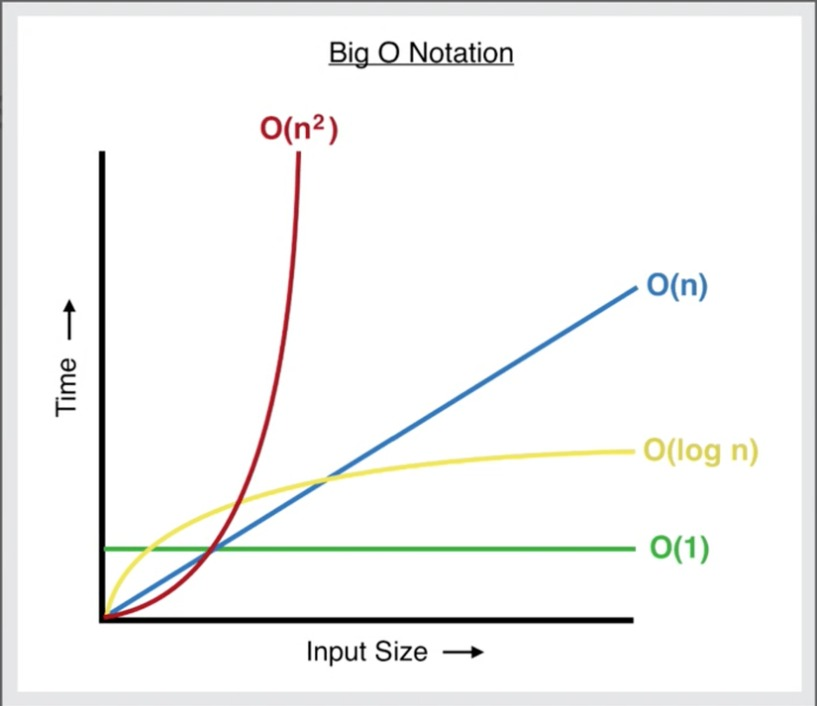 Big O Notation
O(n²)
O(n)
Time →
O(log n)
O(1)
Input Size →